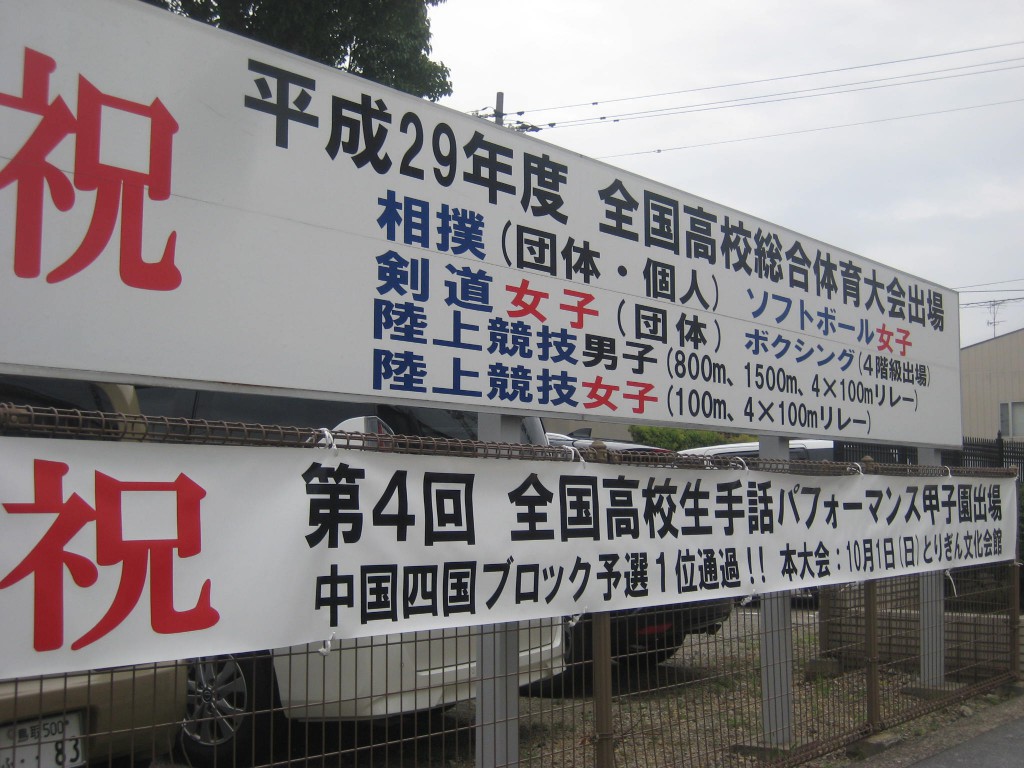 祝
平成29年度 全国高校総合体育大会出場
相撲(団体・個人) ソフトボール女子
剣道女子(団体) ボクシング(4階級出場)
陸上競技男子(800m、1500m、4×100mリレー)
陸上競技女子(100m、4×100mリレー)
祝
第4回 全国高校生手話パフォーマンス甲子園出場
中国四国ブロック予選1位通過!! 本大会:10月1日(日)とりぎん文化会館
鳥取 500
83